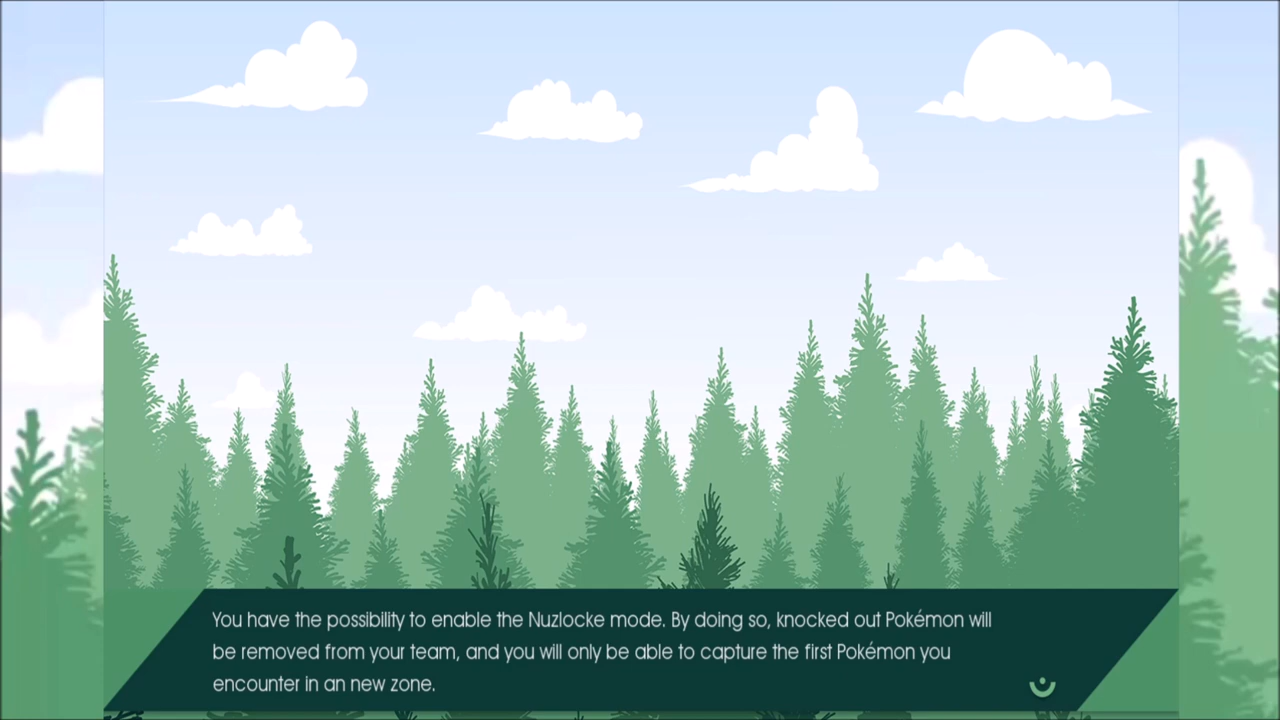 You have the possibility to enable the Nuzlocke mode. By doing so, knocked out Pokémon will
be removed from your team, and you will only be able to capture the first Pokémon you
encounter in an new zone.